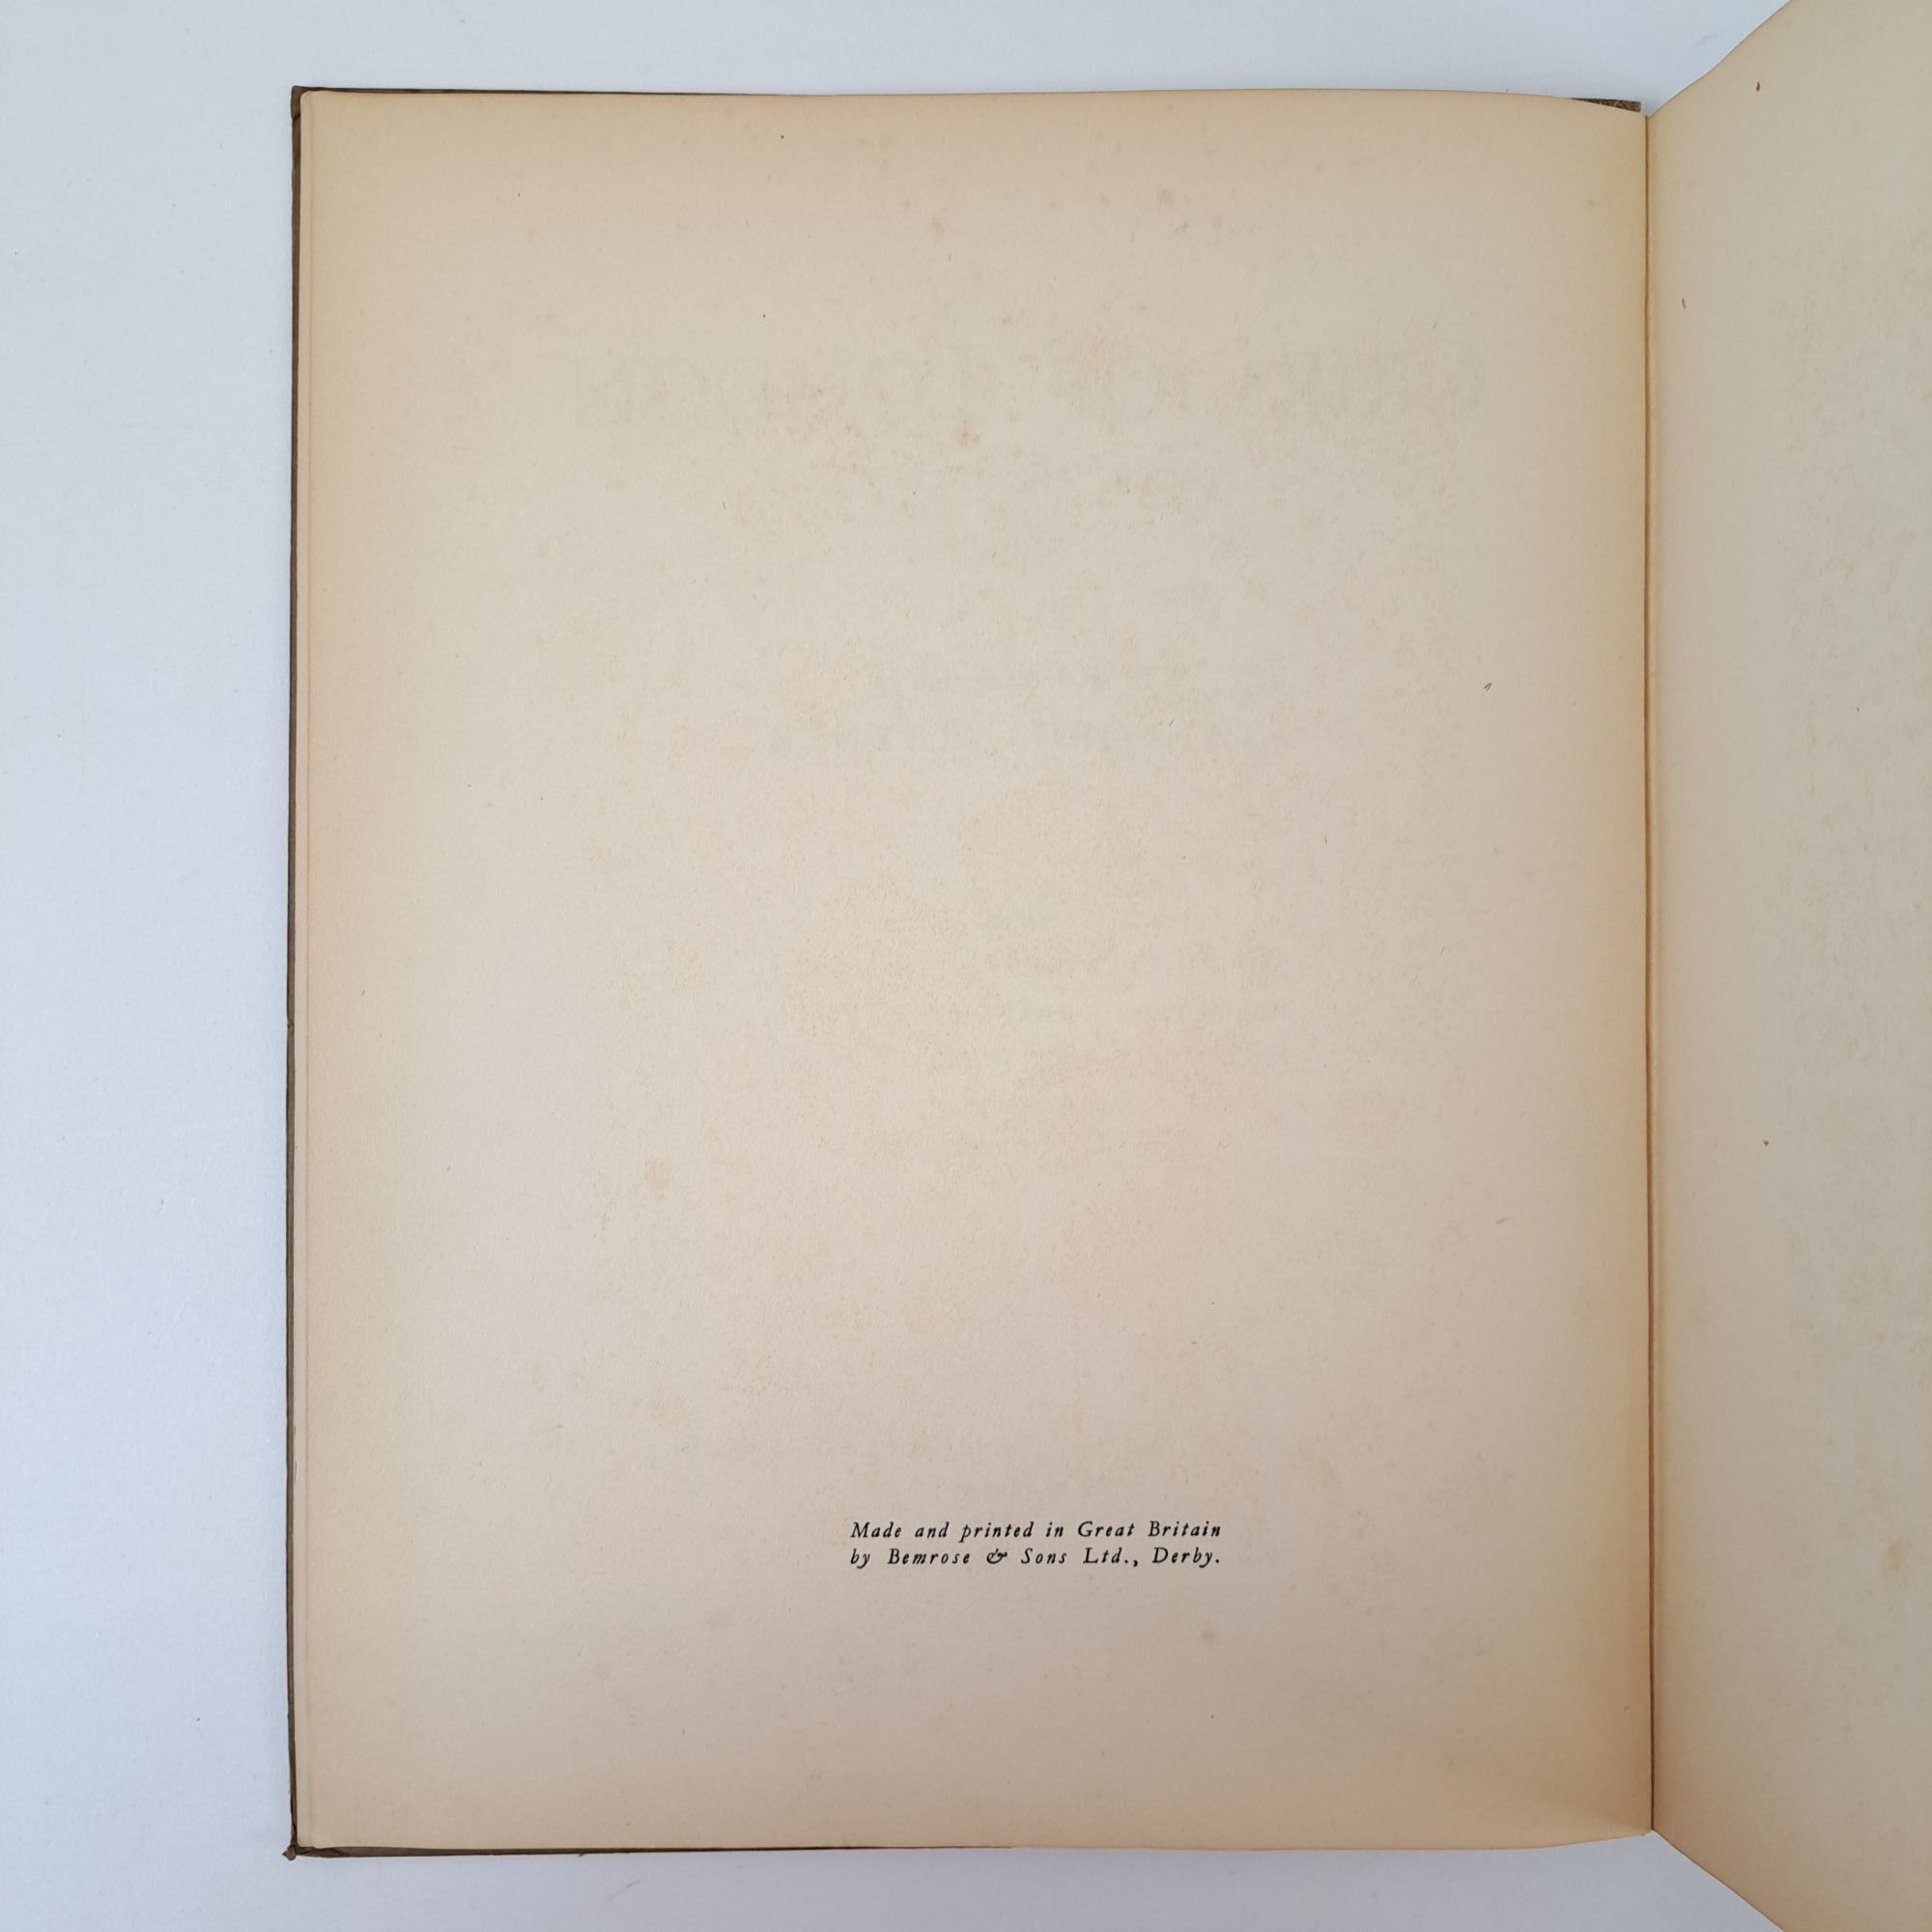 Made and printed in Great Britain
by Bemrose & Sons Ltd., Derby.